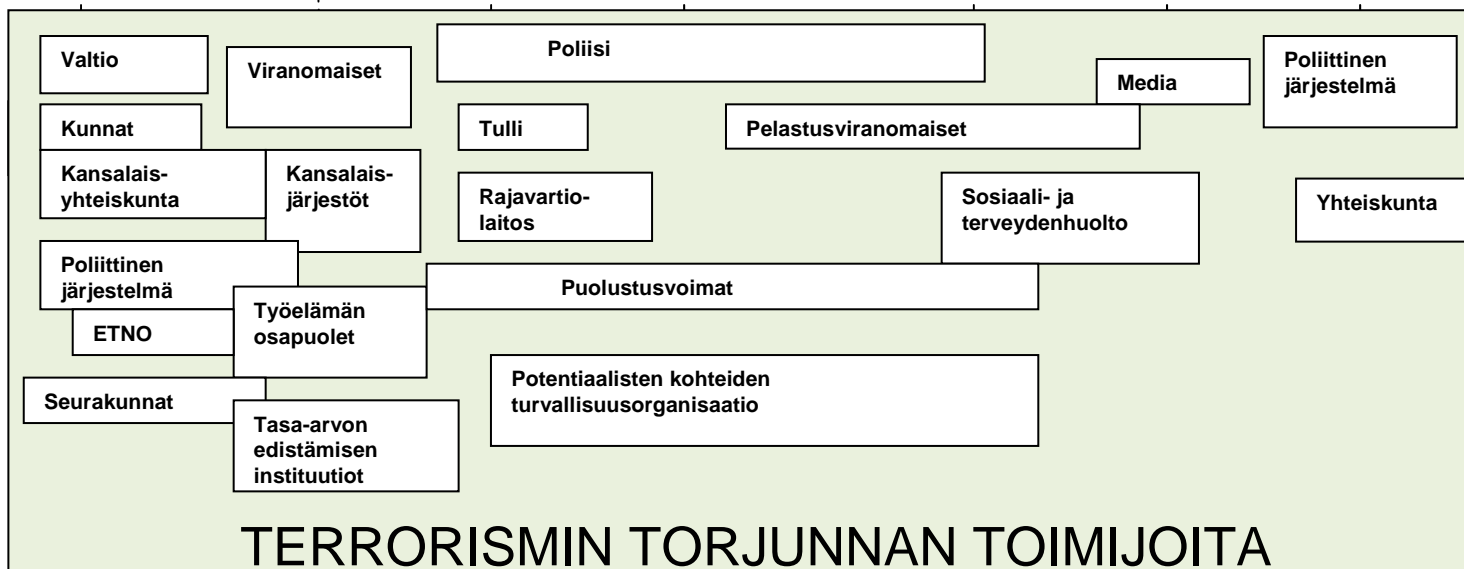 Valtio
Viranomaiset
Poliisi
Media
Poliittinen
järjestelmä
Kunnat
Tulli
Pelastusviranomaiset
Kansalais-
yhteiskunta
Kansalais-
järjestöt
Rajavartio-
laitos
Sosiaali- ja
terveydenhuolto
Yhteiskunta
Poliittinen
järjestelmä
Puolustusvoimat
ETNO
Työelämän
osapuolet
Potentiaalisten kohteiden
turvallisuusorganisaatio
Seurakunnat
Tasa-arvon
edistämisen
instituutiot
TERRORISMIN TORJUNNAN TOIMIJOITA